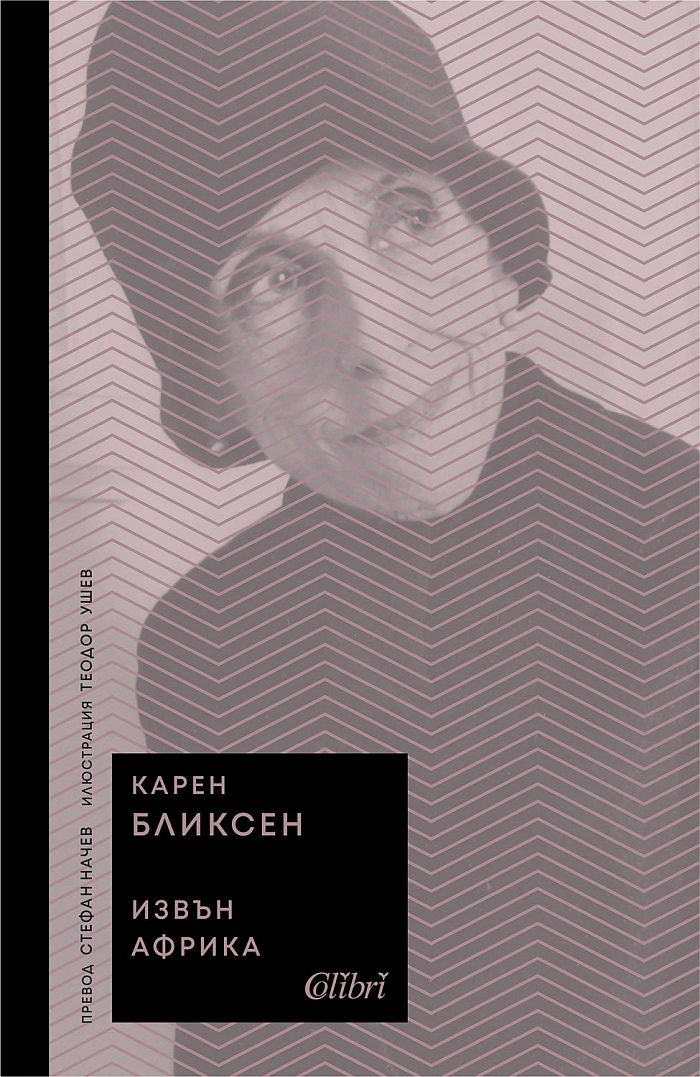 КАРЕН
БЛИКСЕН
ИЗВЪН
АФРИКА
Colibri
ПРЕВОД СТЕФАН НАЧЕВ ИЛЮСТРАЦИЯ ТЕОДОР УШЕВ